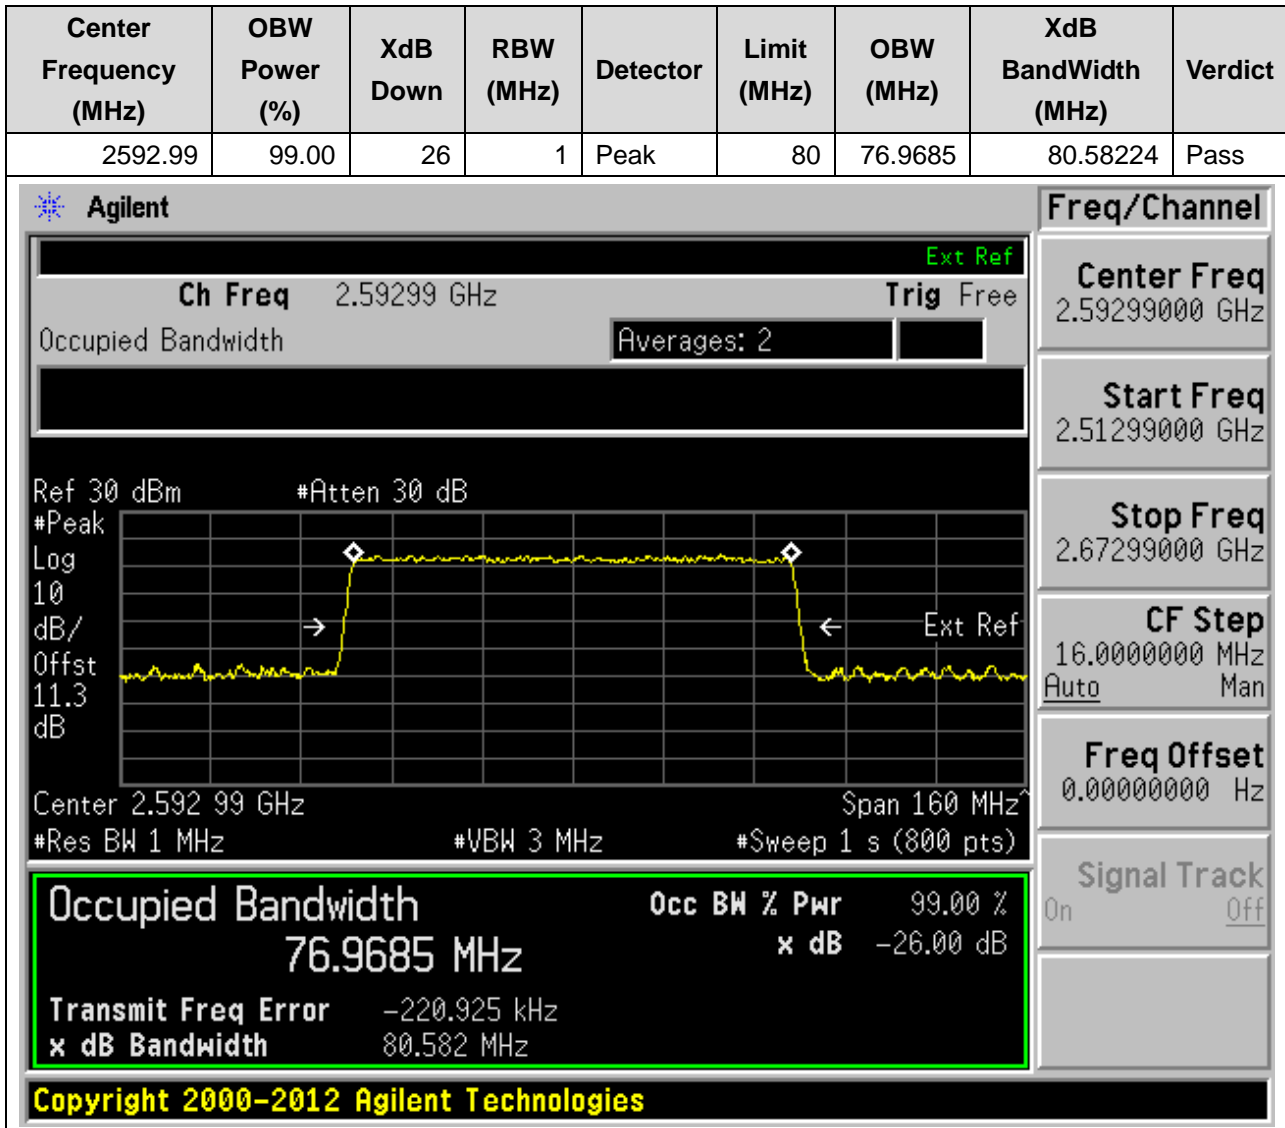 Center Frequency (MHz) OBW Power (%) XdB Down RBW (MHz) Detector Limit (MHz) OBW (MHz) XdB BandWidth (MHz) Verdict
2592.99 99.00 26 1 Peak 80 76.9685 80.58224 Pass
Agilent
Freq/Channel
Ext Ref
Ch Freq 2.59299 GHz Trig Free
Occupied Bandwidth Averages: 2
Ref 30 dBm #Atten 30 dB
#Peak
Log
10
dB/
Offst
11.3
dB
Ext Ref
Center 2.592 99 GHz Span 160 MHz^
#Res BW 1 MHz #VBW 3 MHz #Sweep 1 s (800 pts)
Occupied Bandwidth Occ BW % Pwr 99.00 %
76.9685 MHz x dB -26.00 dB
Transmit Freq Error -220.925 kHz
x dB Bandwidth 80.582 MHz
Copyright 2000-2012 Agilent Technologies
Center Freq
2.59299000 GHz
Start Freq
2.51299000 GHz
Stop Freq
2.67299000 GHz
CF Step
16.0000000 MHz
Auto Man
Freq Offset
0.00000000 Hz
Signal Track
On Off